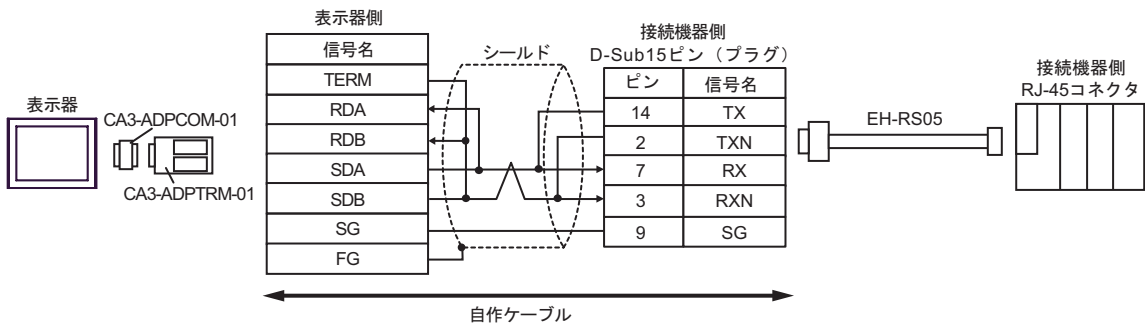 表示器
CA3-ADPCOM-01
CA3-ADPTRM-01
表示器側
信号名
TERM
RDA
RDB
SDA
SDB
SG
FG
シールド
接続機器側
D-Sub15ピン（プラグ）
ピン 信号名
14 TX
2 TXN
7 RX
3 RXN
9 SG
自作ケーブル
EH-RS05
接続機器側
RJ-45コネクタ